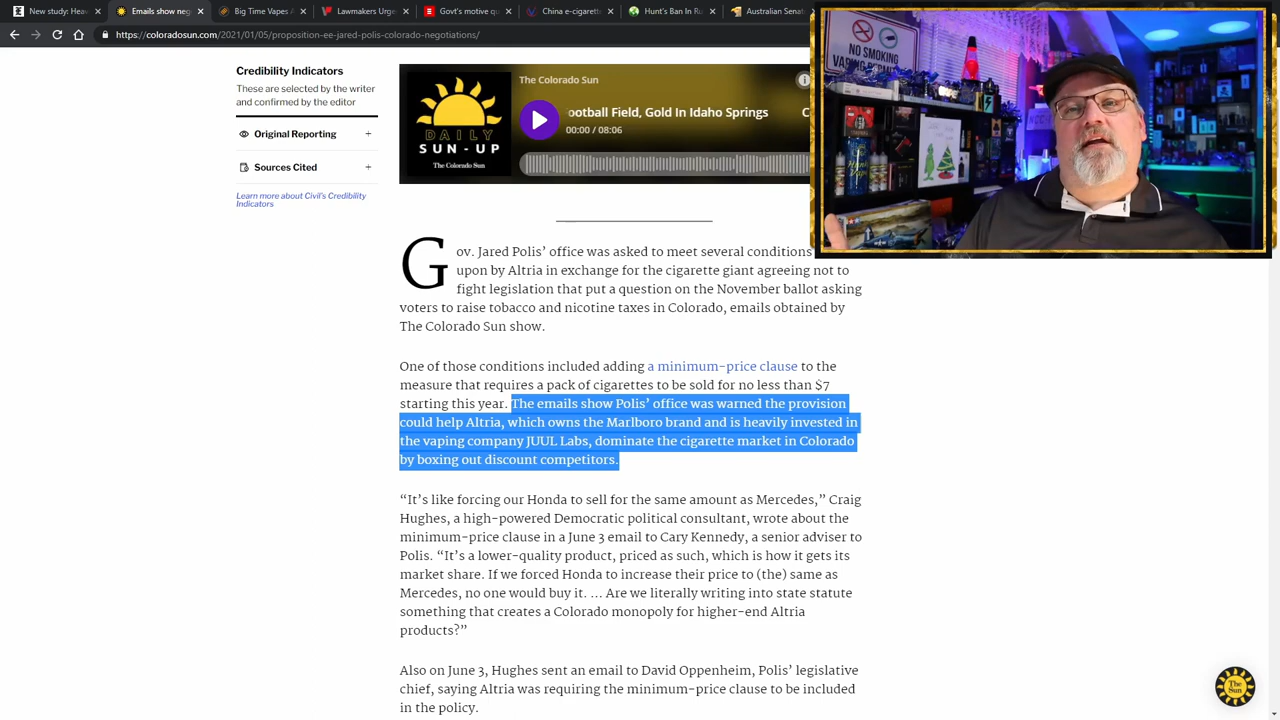 New study: Hea
Emails show ne
Big Time Vapes /
Lawmakers Urge
Govt's motive qu
China e-cigarette
Hunt's Ban In R
Australian Senat
https://coloradosun.com/2021/01/05/proposition-ee-jared-polis-colorado-negotiations/
NO SMOKING
Credibility Indicators
These are selected by the writer
and confirmed by the editor
Original Reporting +
Sources Cited +
Learn more about Civil's Credibility
Indicators
DAILY
SUN-UP
The Colorado Sun
The Colorado Sun
ootball Field, Gold In Idaho Springs
00:00 / 08:06
Gov. Jared Polis' office was asked to meet several conditions
upon by Altria in exchange for the cigarette giant agreeing not to
fight legislation that put a question on the November ballot asking
voters to raise tobacco and nicotine taxes in Colorado, emails obtained by
The Colorado Sun show.
One of those conditions included adding a minimum-price clause to the
measure that requires a pack of cigarettes to be sold for no less than $7
starting this year. The emails show Polis' office was warned the provision
could help Altria, which owns the Marlboro brand and is heavily invested in
the vaping company JUUL Labs, dominate the cigarette market in Colorado
by boxing out discount competitors.
“It's like forcing our Honda to sell for the same amount as Mercedes,” Craig
Hughes, a high-powered Democratic political consultant, wrote about the
minimum-price clause in a June 3 email to Cary Kennedy, a senior adviser to
Polis. “It's a lower-quality product, priced as such, which is how it gets its
market share. If we forced Honda to increase their price to (the) same as
Mercedes, no one would buy it. … Are we literally writing into state statute
something that creates a Colorado monopoly for higher-end Altria
products?”
Also on June 3, Hughes sent an email to David Oppenheim, Polis' legislative
chief, saying Altria was requiring the minimum-price clause to be included
in the policy.
The
Sun